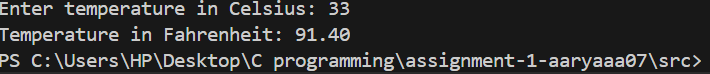 Enter temperature in Celsius: 33
Temperature in Fahrenheit: 91.40
PS C:\Users\HP\Desktop\C programming\assignment-1-aaryaaa07\src>